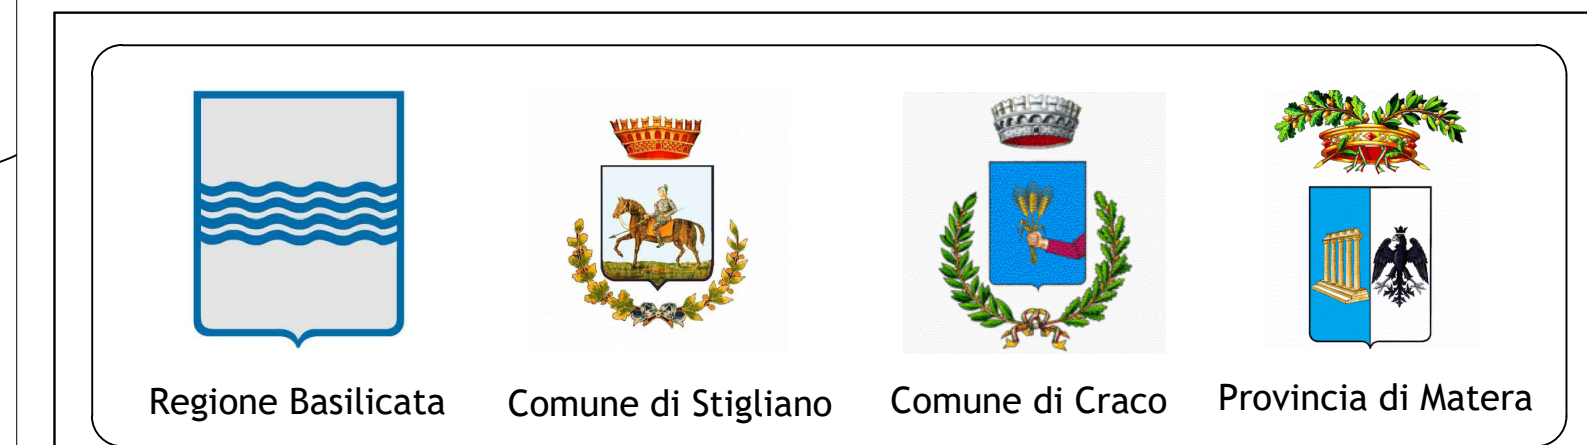 Regione Basilicata
Comune di Stigliano
Comune di Craco
Provincia di Matera